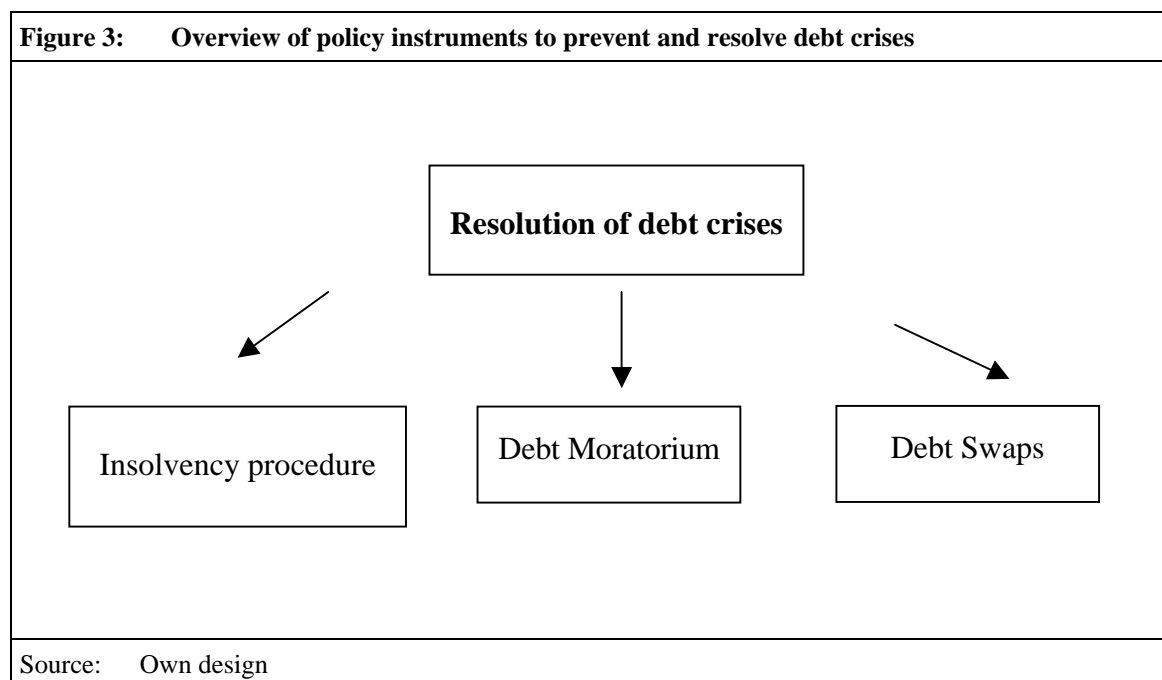 Figure 3: Overview of policy instruments to prevent and resolve debt crises
Resolution of debt crises
Insolvency procedure
Debt Moratorium
Debt Swaps
Source: Own design